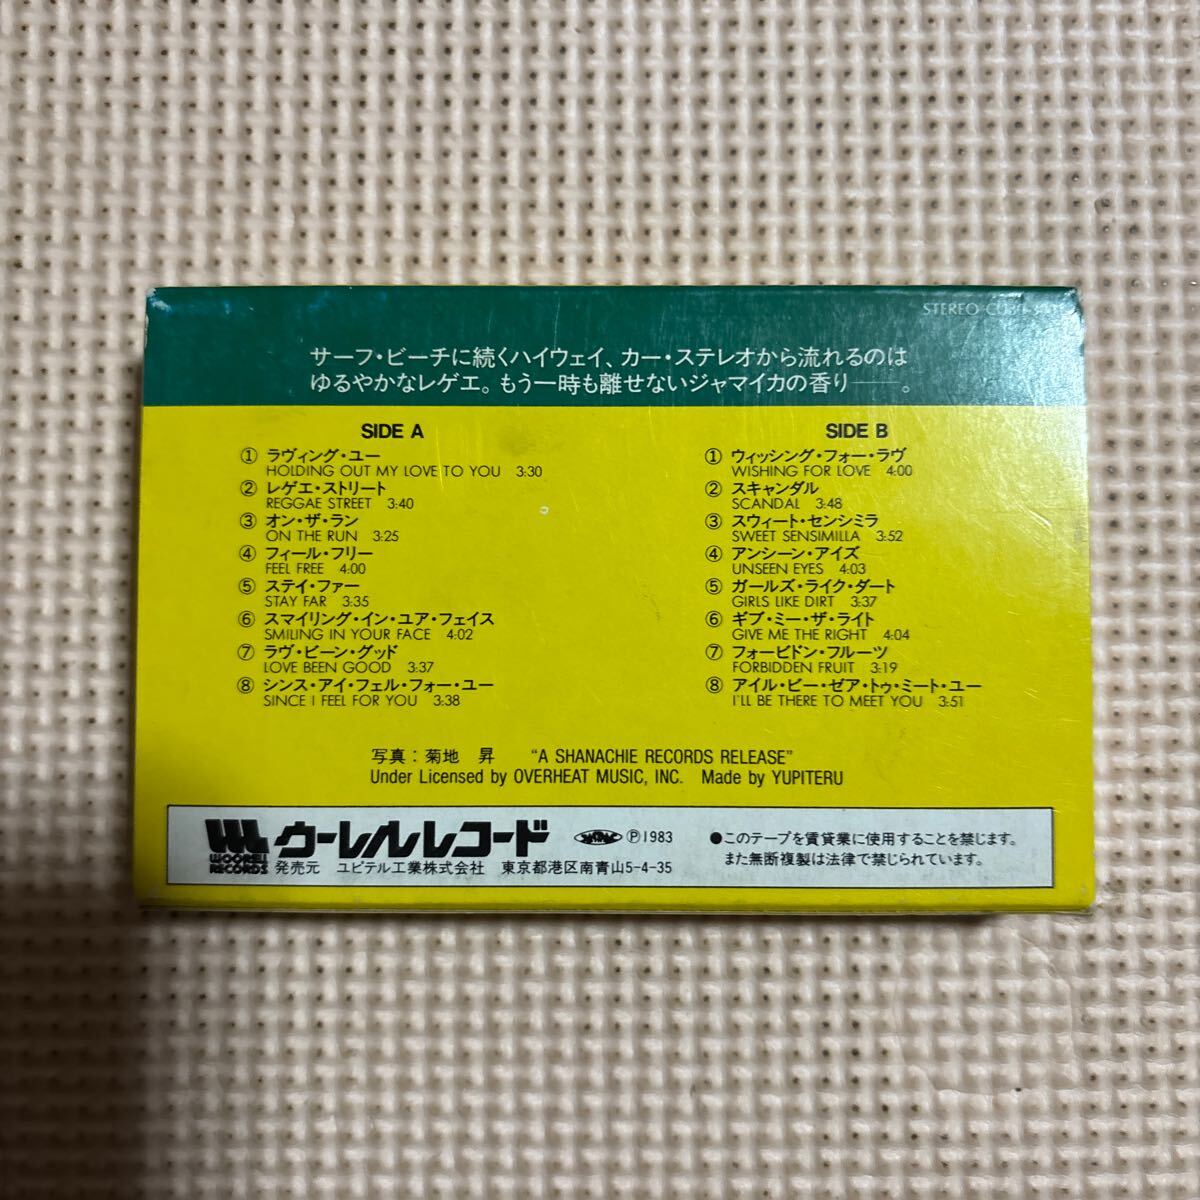 STEREO
サーフ・ビーチに続くハイウェイ、カー・ステレオから流れるのは
ゆるやかなレゲエ。もう一時も離せないジャマイカの香り——。
SIDE A
① ラヴィング・ユー
HOLDING OUT MY LOVE TO YOU 3:30
② レゲエ・ストリート
REGGAE STREET 3:40
③ オン・ザ・ラン
ON THE RUN 3:25
④ フィール・フリー
FEEL FREE 4:00
⑤ ステイ・ファー
STAY FAR 3:35
⑥ スマイリング・イン・ユア・フェイス
SMILING IN YOUR FACE 4:02
⑦ ラヴ・ビーン・グッド
LOVE BEEN GOOD 3:37
⑧ シンス・アイ・フェル・フォー・ユー
SINCE I FELL FOR YOU 3:38
SIDE B
① ウィッシング・フォー・ラヴ
WISHING FOR LOVE 4:00
② スキャンダル
SCANDAL 3:48
③ スウィート・センシミラ
SWEET SENSIMILLA 3:52
④ アンシーン・アイズ
UNSEEN EYES 4:03
⑤ ガールズ・ライク・ダート
GIRLS LIKE DIRT 3:37
⑥ ギブ・ミー・ザ・ライト
GIVE ME THE RIGHT 4:04
⑦ フォービドン・フルーツ
FORBIDDEN FRUIT 3:19
⑧ アイル・ビー・ゼア・トゥ・ミート・ユー
I'LL BE THERE TO MEET YOU 3:51
写真：菊地 昇 "A SHANACHIE RECORDS RELEASE"
Under Licensed by OVERHEAT MUSIC, INC. Made by YUPITERU
WOOREL RECORDS ウーレルレコード Ⓟ1983
発売元 ユピテル工業株式会社 東京都港区南青山5-4-35
●このテープを賃貸業に使用することを禁じます。
また無断複製は法律で禁じられています。